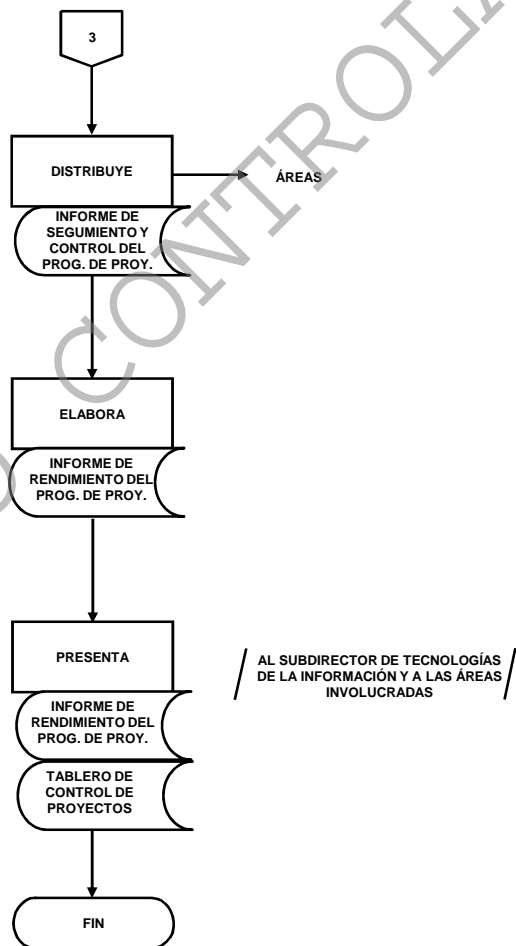 3
DISTRIBUYE
ÁREAS
INFORME DE
SEGUMIENTO Y
CONTROL DEL
PROG. DE PROY.
ELABORA
INFORME DE
RENDIMIENTO DEL
PROG. DE PROY.
PRESENTA
AL SUBDIRECTOR DE TECNOLOGÍAS
DE LA INFORMACIÓN Y A LAS ÁREAS
INVOLUCRADAS
INFORME DE
RENDIMIENTO DEL
PROG. DE PROY.
TABLERO DE
CONTROL DE
PROYECTOS
FIN
CONTROLA